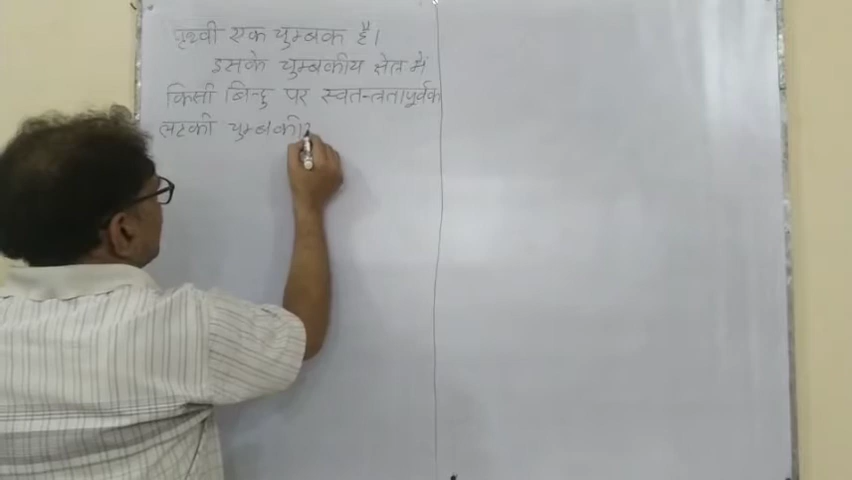 पृथ्वी एक चुम्बक है।
इसके चुम्बकीय क्षेत्र में
किसी बिन्दु पर स्वतन्त्रतापूर्वक
लटकी चुम्बकीय